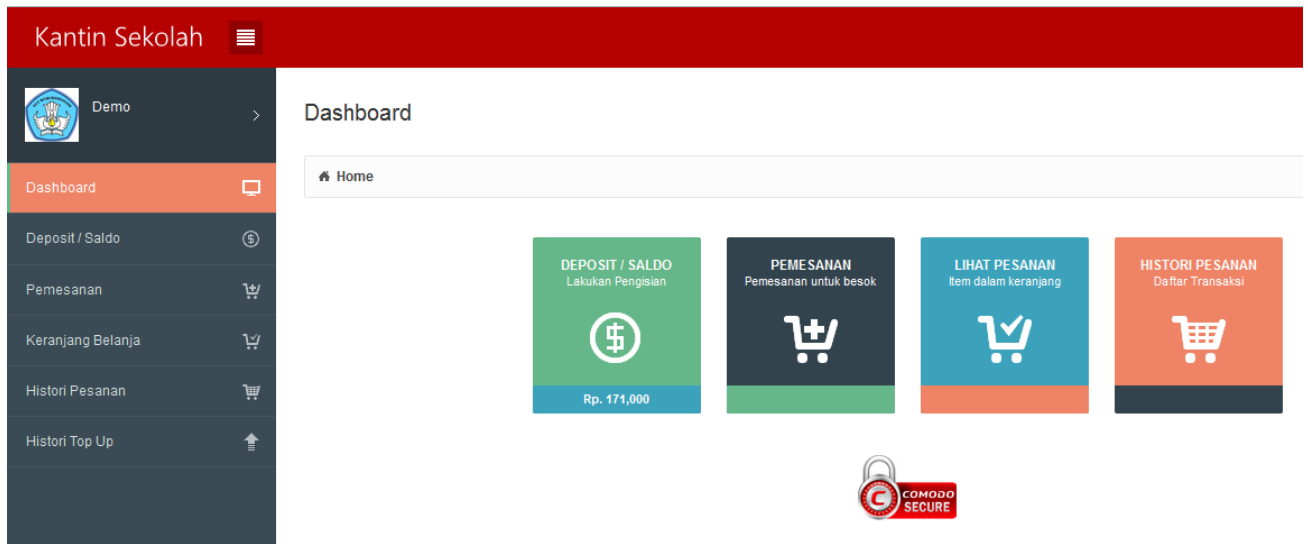 Kantin Sekolah
Demo
Dashboard
Deposit / Saldo
Pemesanan
Keranjang Belanja
Histori Pesanan
Histori Top Up
Dashboard
Home
DEPOSIT / SALDO
Lakukan Pengisian
Rp. 171,000
PEMESANAN
Pemesanan untuk besok
LIHAT PESANAN
Item dalam keranjang
HISTORI PESANAN
Daftar Transaksi
C
COMODO
SECURE